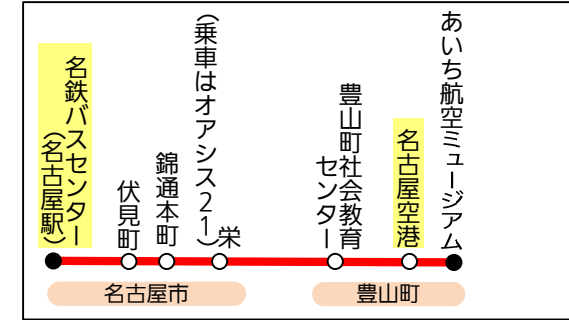 名鉄バスセンター
（名古屋駅）
伏見町
錦通本町
栄
（乗車はオアシス21）
豊山町社会教育
センター
名古屋空港
あいち航空ミュージアム
名古屋市
豊山町